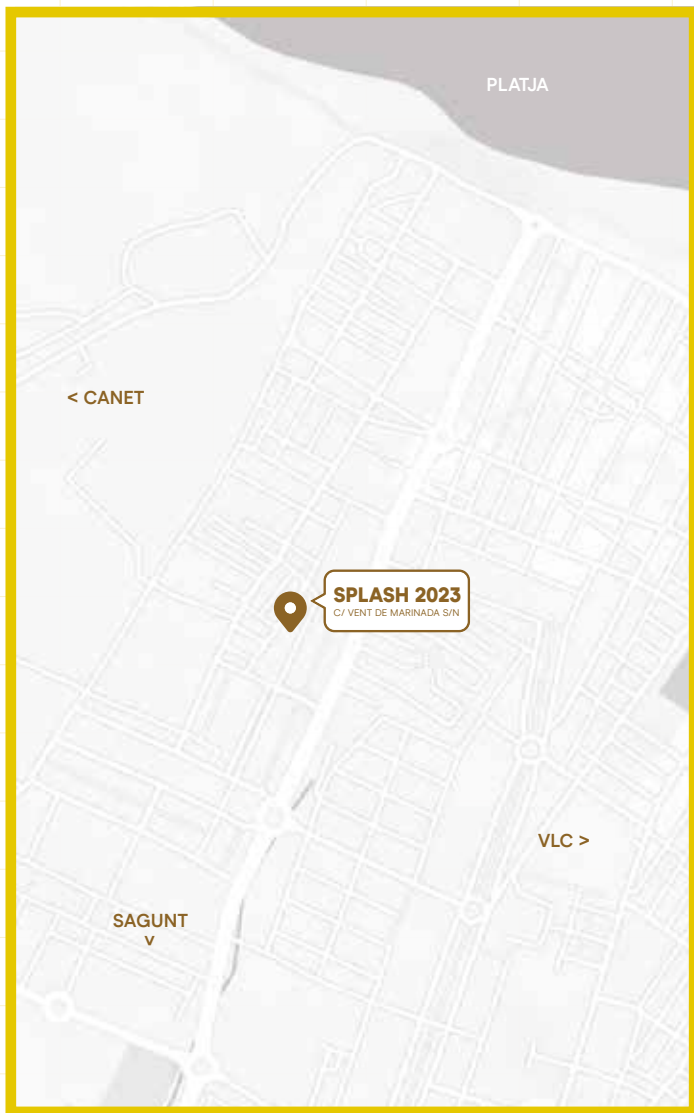 PLATJA
< CANET
SPLASH 2023
C/ VENT DE MARINADA S/N
VLC >
SAGUNT
v